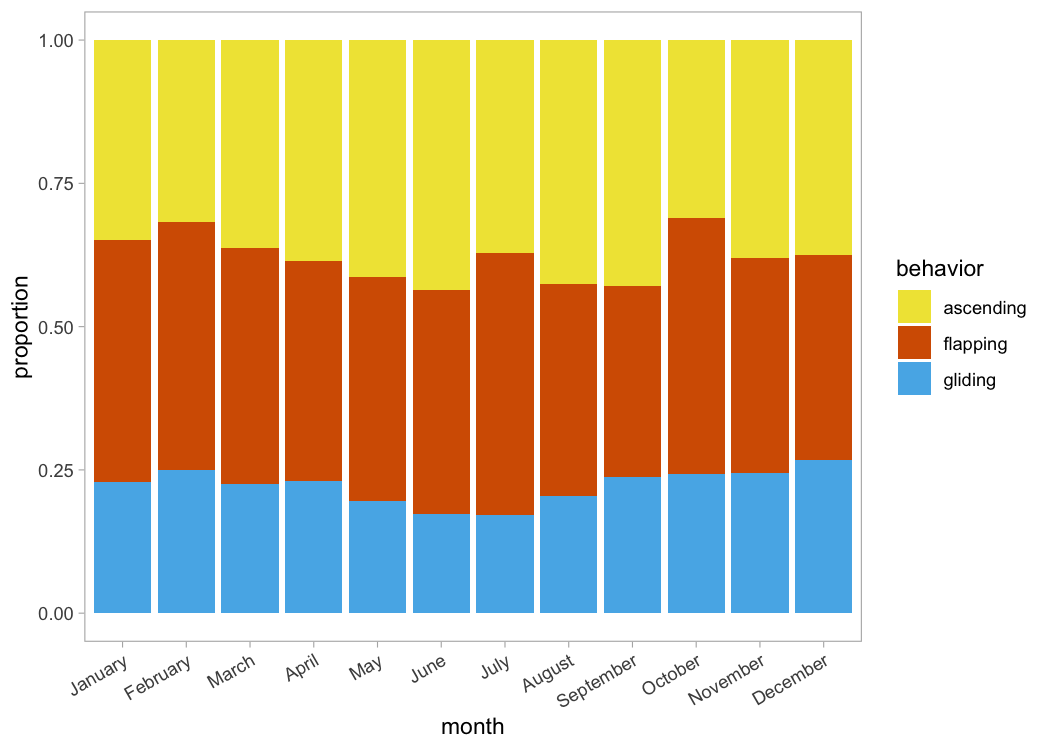 1.00
0.75
0.50
0.25
0.00
proportion
January
February
March
April
May
June
July
August
September
October
November
December
month
behavior
ascending
flapping
gliding